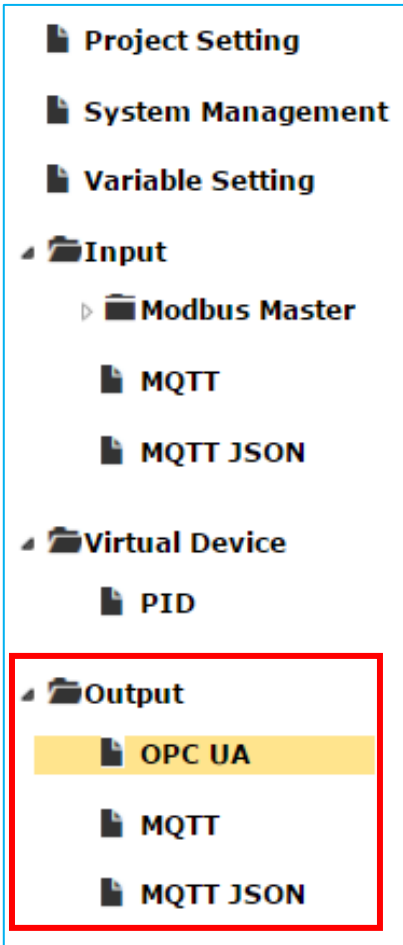 Project Setting
System Management
Variable Setting
Input
Modbus Master
MQTT
MQTT JSON
Virtual Device
PID
Output
OPC UA
MQTT
MQTT JSON